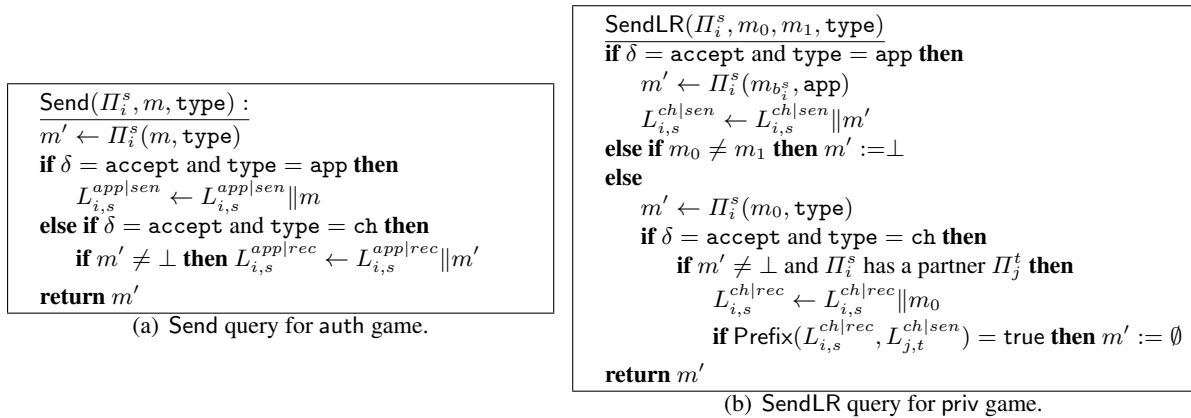 Send(Π_i^s, m, type) :
m′ ← Π_i^s(m, type)
if δ = accept and type = app then
L_{i,s}^{app|sen} ← L_{i,s}^{app|sen}‖m
else if δ = accept and type = ch then
if m′ ≠ ⊥ then L_{i,s}^{app|rec} ← L_{i,s}^{app|rec}‖m′
return m′
(a) Send query for auth game.
SendLR(Π_i^s, m_0, m_1, type)
if δ = accept and type = app then
m′ ← Π_i^s(m_{b_i^s}, app)
L_{i,s}^{ch|sen} ← L_{i,s}^{ch|sen}‖m′
else if m_0 ≠ m_1 then m′ :=⊥
else
m′ ← Π_i^s(m_0, type)
if δ = accept and type = ch then
if m′ ≠ ⊥ and Π_i^s has a partner Π_j^t then
L_{i,s}^{ch|rec} ← L_{i,s}^{ch|rec}‖m_0
if Prefix(L_{i,s}^{ch|rec}, L_{j,t}^{ch|sen}) = true then m′ := ∅
return m′
(b) SendLR query for priv game.